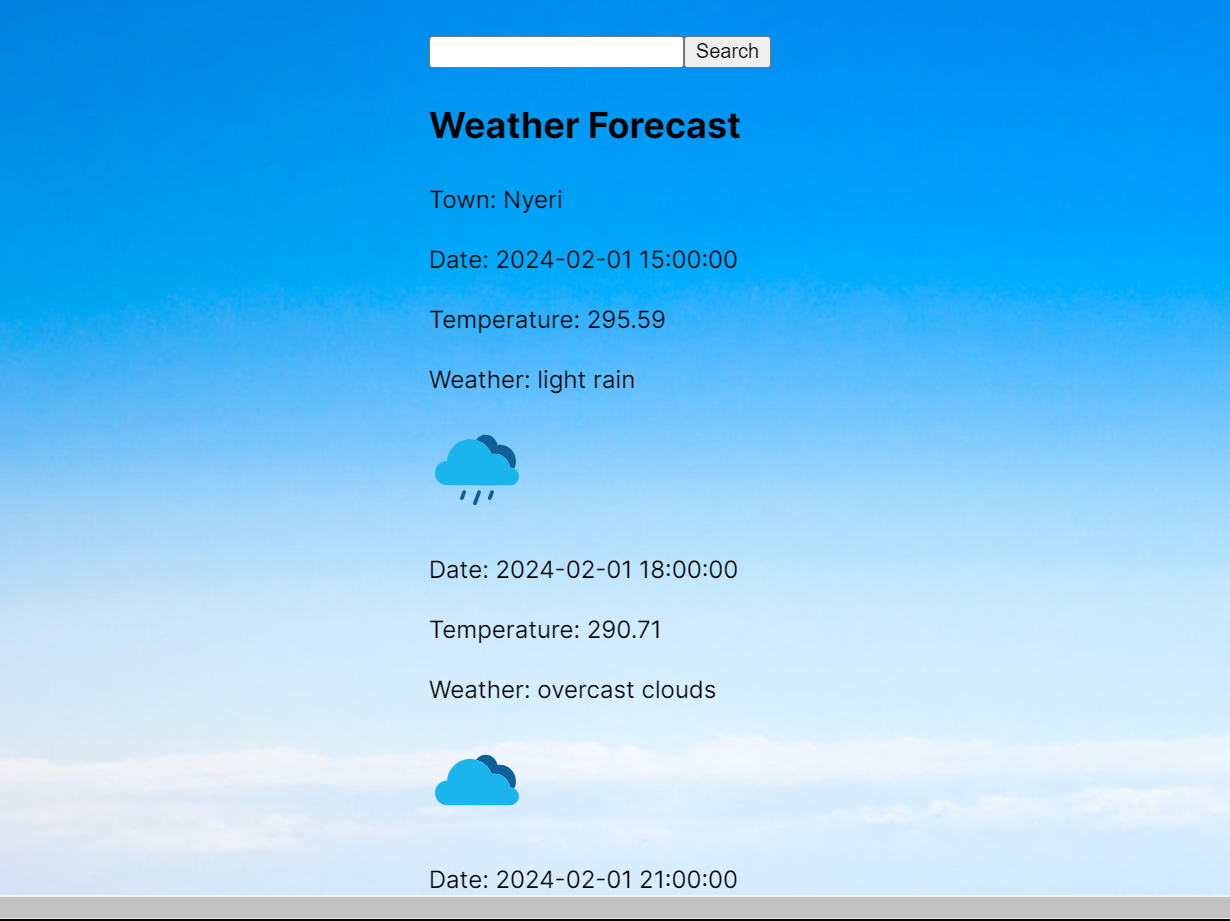 Search
Weather Forecast
Town: Nyeri
Date: 2024-02-01 15:00:00
Temperature: 295.59
Weather: light rain
Date: 2024-02-01 18:00:00
Temperature: 290.71
Weather: overcast clouds
Date: 2024-02-01 21:00:00